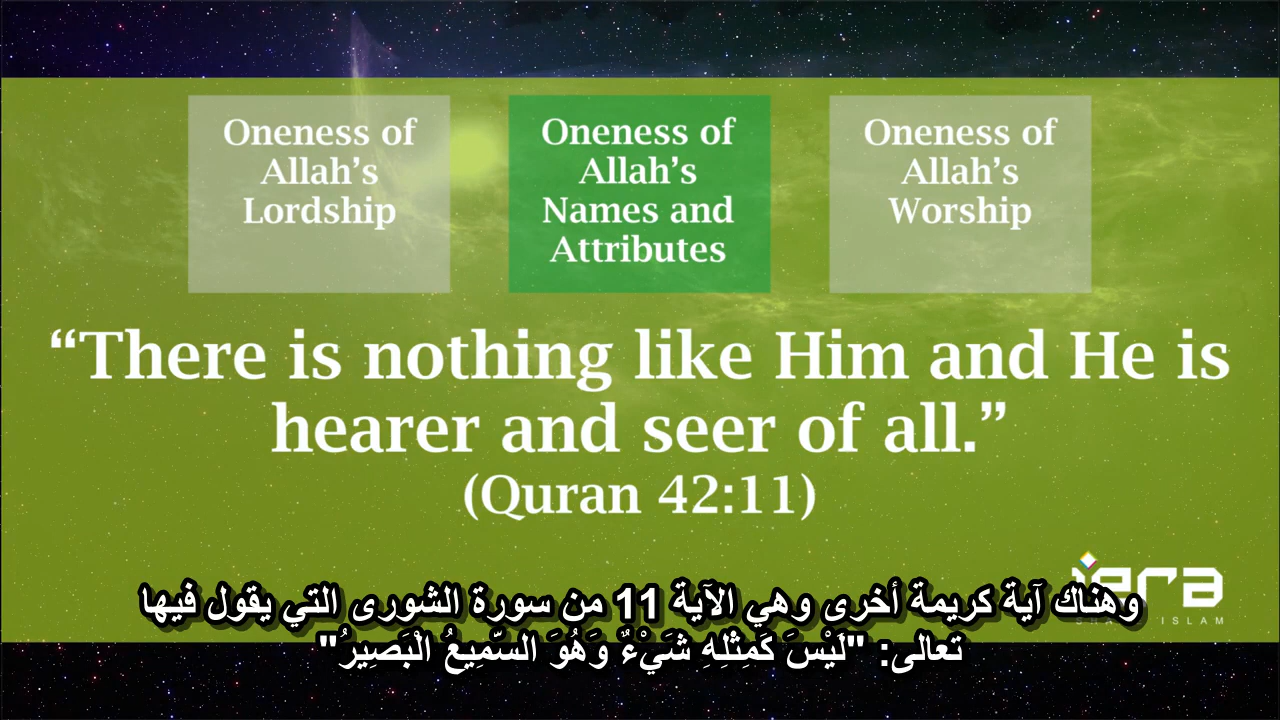 Oneness of
Allah’s
Lordship
Oneness of
Allah’s
Names and
Attributes
Oneness of
Allah’s
Worship
“There is nothing like Him and He is
hearer and seer of all.”
(Quran 42:11)
iera
ISLAM
وهناك آية كريمة أخرى وهي الآية 11 من سورة الشورى التي يقول فيها
تعالى: "لَيْسَ كَمِثْلِهِ شَيْءٌ وَهُوَ السَّمِيعُ الْبَصِيرُ"